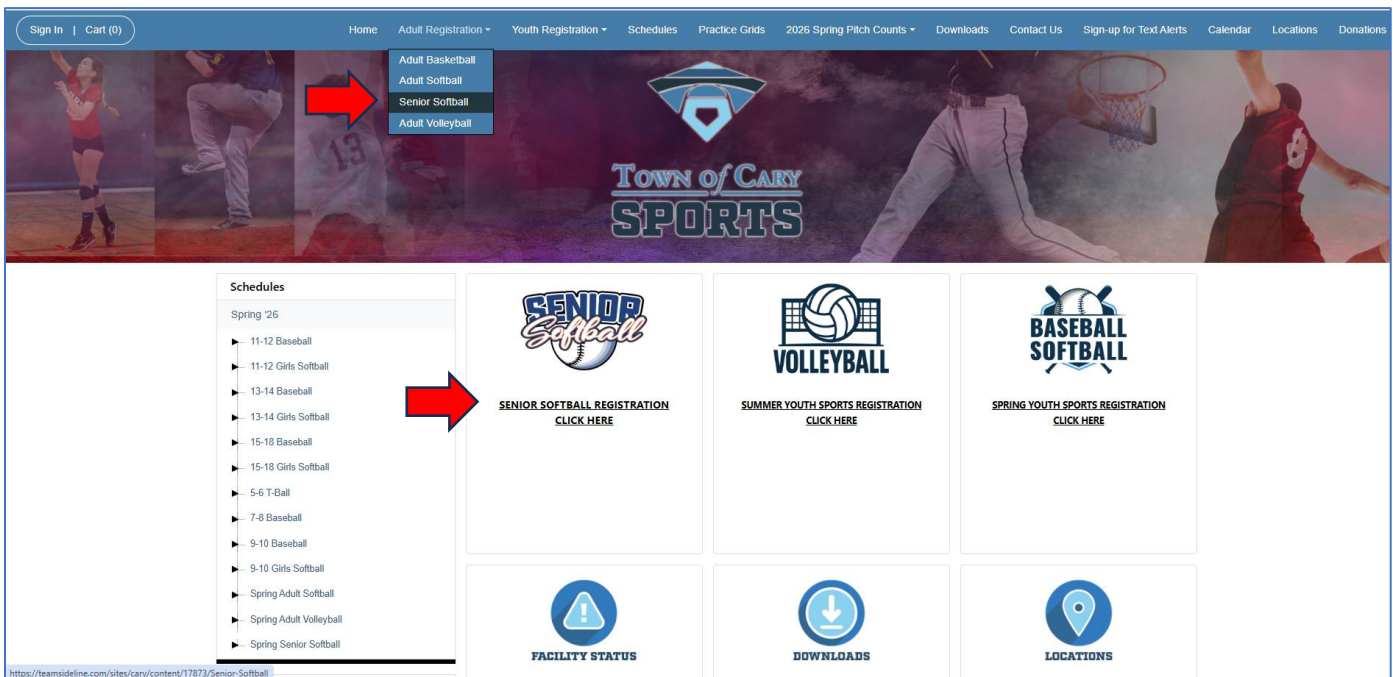 Sign In | Cart (0)
Home
Adult Registration
Youth Registration
Schedules
Practice Grids
2026 Spring Pitch Counts
Downloads
Contact Us
Sign-up for Text Alerts
Calendar
Locations
Donations
Adult Basketball
Adult Softball
Senior Softball
Adult Volleyball
13
TOWN of CARY
SPORTS
Schedules
Spring '26
11-12 Baseball
11-12 Girls Softball
13-14 Baseball
13-14 Girls Softball
15-18 Baseball
15-18 Girls Softball
5-6 T-Ball
7-8 Baseball
9-10 Baseball
9-10 Girls Softball
Spring Adult Softball
Spring Adult Volleyball
Spring Senior Softball
SENIOR
Softball
SENIOR SOFTBALL REGISTRATION
CLICK HERE
VOLLEYBALL
SUMMER YOUTH SPORTS REGISTRATION
CLICK HERE
BASEBALL
SOFTBALL
SPRING YOUTH SPORTS REGISTRATION
CLICK HERE
FACILITY STATUS
DOWNLOADS
LOCATIONS
https://teamsideline.com/sites/cary/content/17873/Senior-Softball